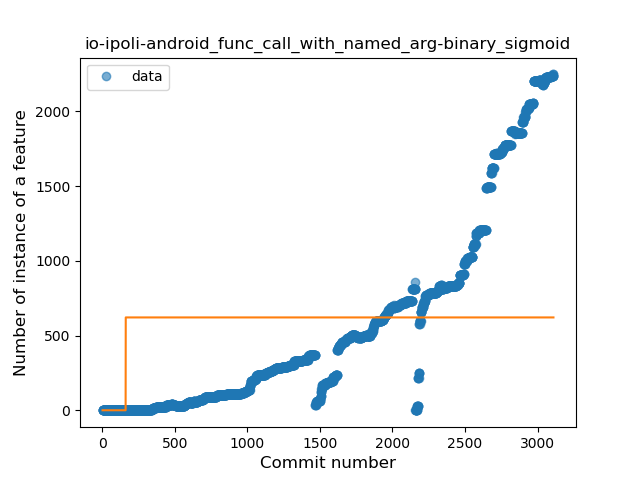 io-ipoli-android_func_call_with_named_arg-binary_sigmoid
data
Number of instance of a feature
2000
1500
1000
500
0
0 500 1000 1500 2000 2500 3000
Commit number